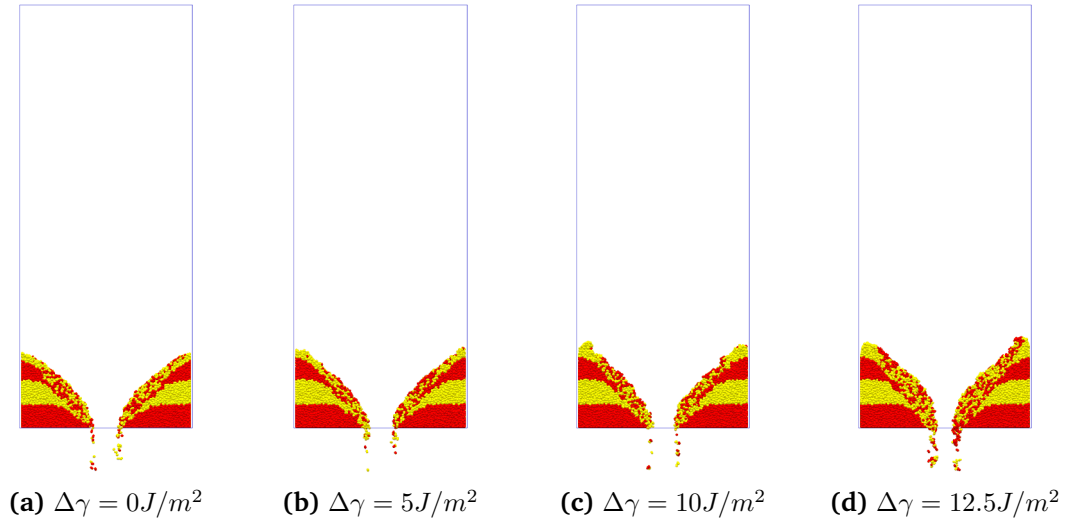 (a) Δγ = 0J/m²
(b) Δγ = 5J/m²
(c) Δγ = 10J/m²
(d) Δγ = 12.5J/m²